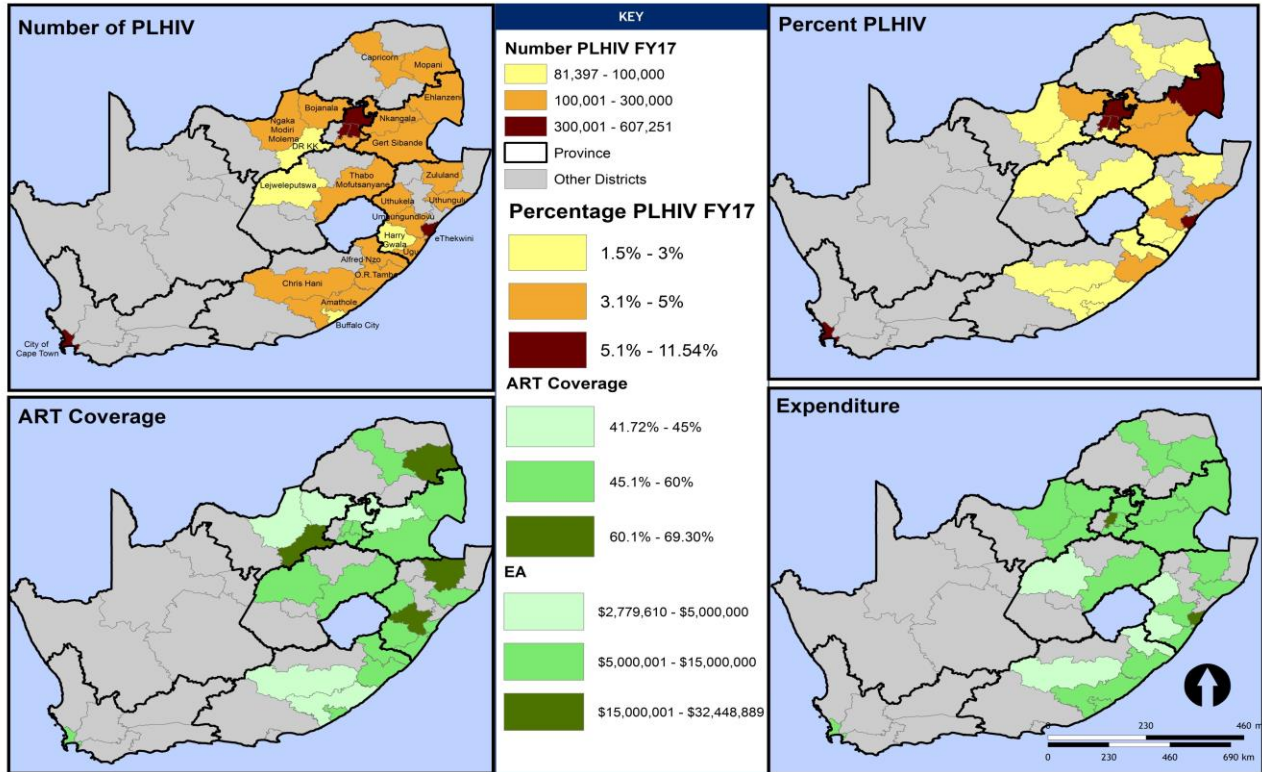 Number of PLHIV
Capricorn
Mopani
Ehlanzeni
Bojanala
Nkangala
Ngaka
Modiri
Molema
DR KK
Gert Sibande
Lejweleputswa
Thabo
Mofutsanyane
Zululand
Uthungulu
Uthukela
Umgungundlovu
eThekwini
Harry
Gwala
Ugu
Alfred Nzo
O.R.Tambo
Chris Hani
Amathole
Buffalo City
City of
Cape Town
KEY
Number PLHIV FY17
81,397 - 100,000
100,001 - 300,000
300,001 - 607,251
Province
Other Districts
Percentage PLHIV FY17
1.5% - 3%
3.1% - 5%
5.1% - 11.54%
ART Coverage
41.72% - 45%
45.1% - 60%
60.1% - 69.30%
EA
$2,779,610 - $5,000,000
$5,000,001 - $15,000,000
$15,000,001 - $32,448,889
Percent PLHIV
ART Coverage
Expenditure
0 230 460 m
0 230 460 690 km